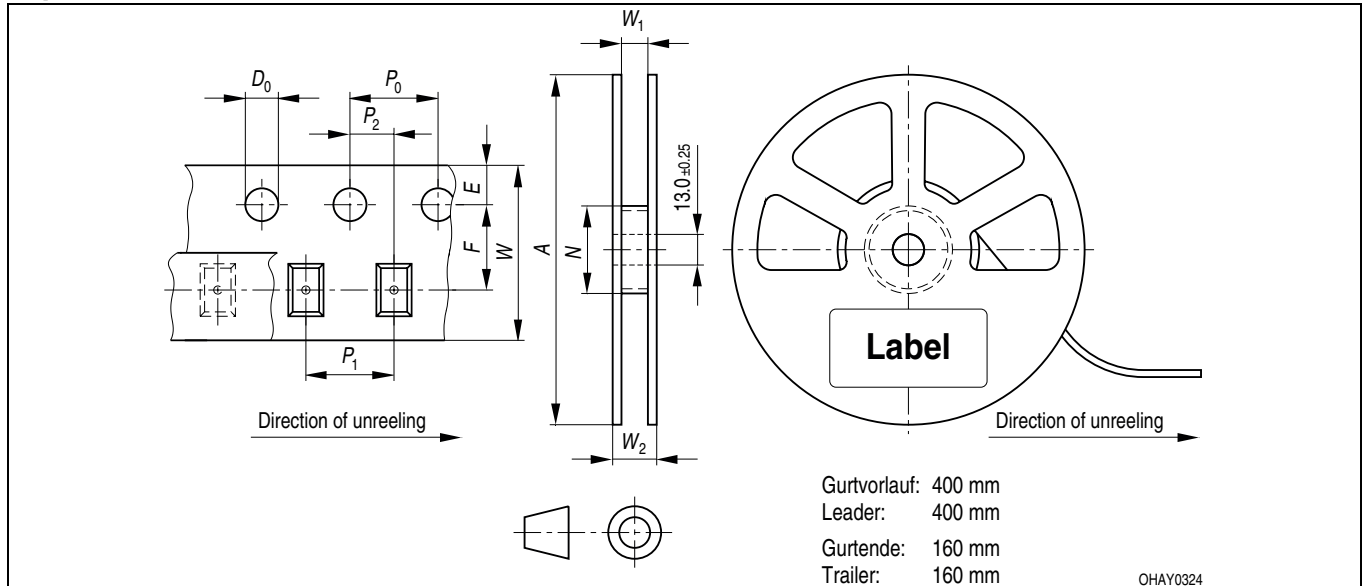 W1
D0
P0
P2
E
F
W
A
N
13.0 ±0.25
P1
Label
Direction of unreeling
W2
Direction of unreeling
Gurtvorlauf: 400 mm
Leader: 400 mm
Gurtende: 160 mm
Trailer: 160 mm
OHAY0324